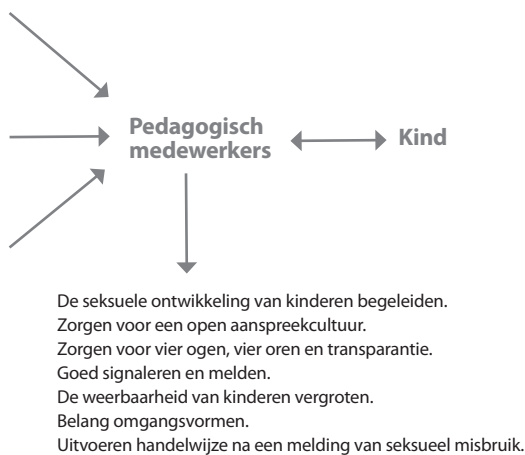 Pedagogisch
medewerkers
Kind
De seksuele ontwikkeling van kinderen begeleiden.
Zorgen voor een open aanspreekcultuur.
Zorgen voor vier ogen, vier oren en transparantie.
Goed signaleren en melden.
De weerbaarheid van kinderen vergroten.
Belang omgangsvormen.
Uitvoeren handelwijze na een melding van seksueel misbruik.